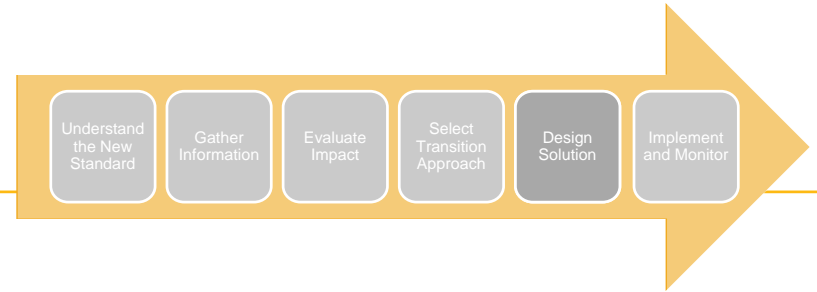 Understand
the New
Standard
Gather
Information
Evaluate
Impact
Select
Transition
Approach
Design
Solution
Implement
and Monitor